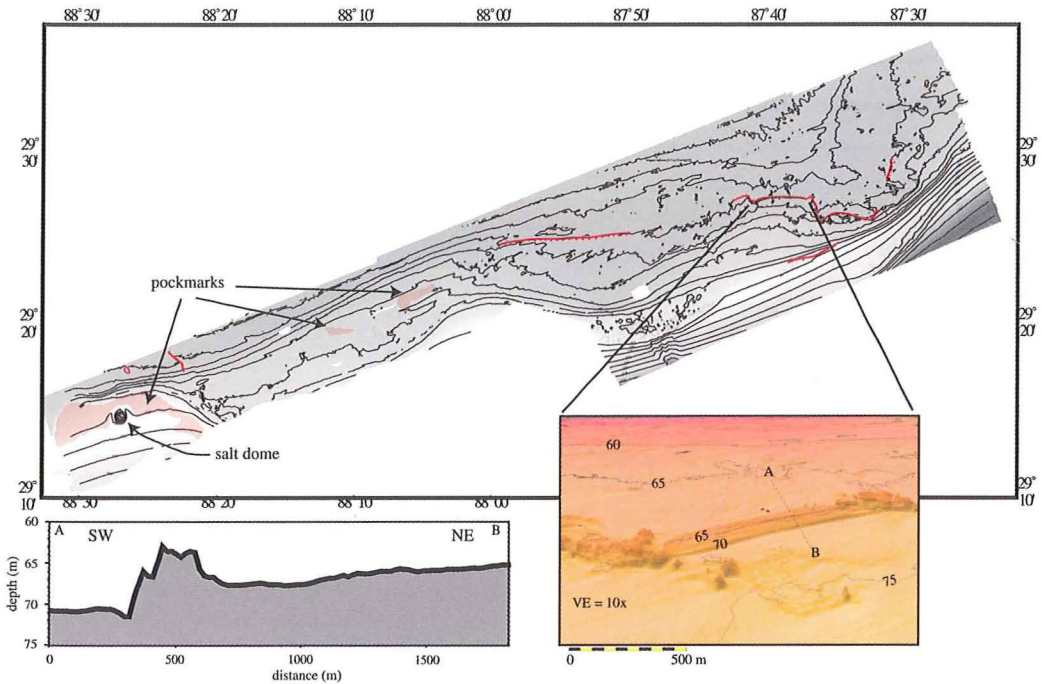 88° 30' 88° 20' 88° 10' 88° 00' 87° 50' 87° 40' 87° 30'
29° 30' 29° 30'
pockmarks
29° 20' 29° 20'
salt dome
29° 10' 29° 10'
88° 30' 88° 20' 88° 10' 88° 00'
60
65
A
65
70
B
75
VE = 10x
0 500 m
60 A SW NE B
65
70
75
depth (m)
0 500 1000 1500
distance (m)